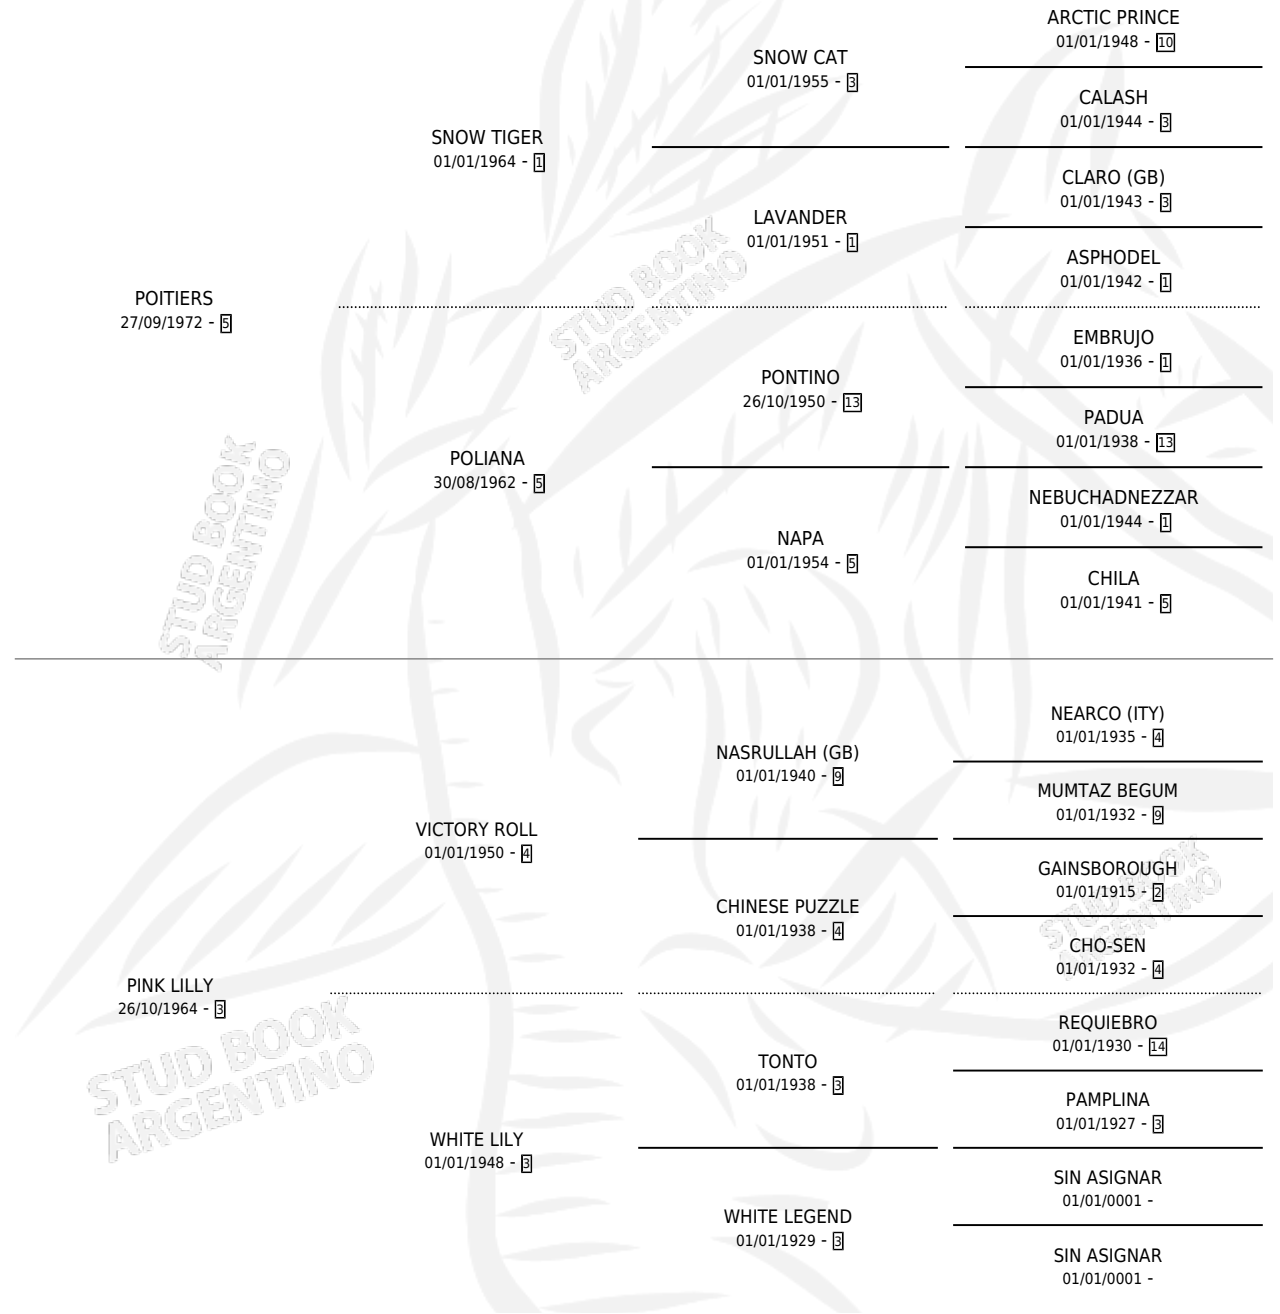 ARCTIC PRINCE
01/01/1948 - 10
SNOW CAT
01/01/1955 - 3
CALASH
01/01/1944 - 3
SNOW TIGER
01/01/1964 - 1
CLARO (GB)
01/01/1943 - 3
LAVANDER
01/01/1951 - 1
ASPHODEL
01/01/1942 - 1
POITIERS
27/09/1972 - 5
EMBRUJO
01/01/1936 - 1
PONTINO
26/10/1950 - 13
PADUA
01/01/1938 - 13
POLIANA
30/08/1962 - 5
NEBUCHADNEZZAR
01/01/1944 - 1
NAPA
01/01/1954 - 5
CHILA
01/01/1941 - 5
STUD BOOK
ARGENTINO
STUD BOOK
ARGENTINO
NEARCO (ITY)
01/01/1935 - 4
NASRULLAH (GB)
01/01/1940 - 9
MUMTAZ BEGUM
01/01/1932 - 9
VICTORY ROLL
01/01/1950 - 4
GAINSBOROUGH
01/01/1915 - 2
CHINESE PUZZLE
01/01/1938 - 4
CHO-SEN
01/01/1932 - 4
PINK LILLY
26/10/1964 - 3
REQUIEBRO
01/01/1930 - 14
TONTO
01/01/1938 - 3
PAMPLINA
01/01/1927 - 3
WHITE LILY
01/01/1948 - 3
SIN ASIGNAR
01/01/0001 -
WHITE LEGEND
01/01/1929 - 3
SIN ASIGNAR
01/01/0001 -
STUD BOOK
ARGENTINO
STUD BOOK
ARGENTINO